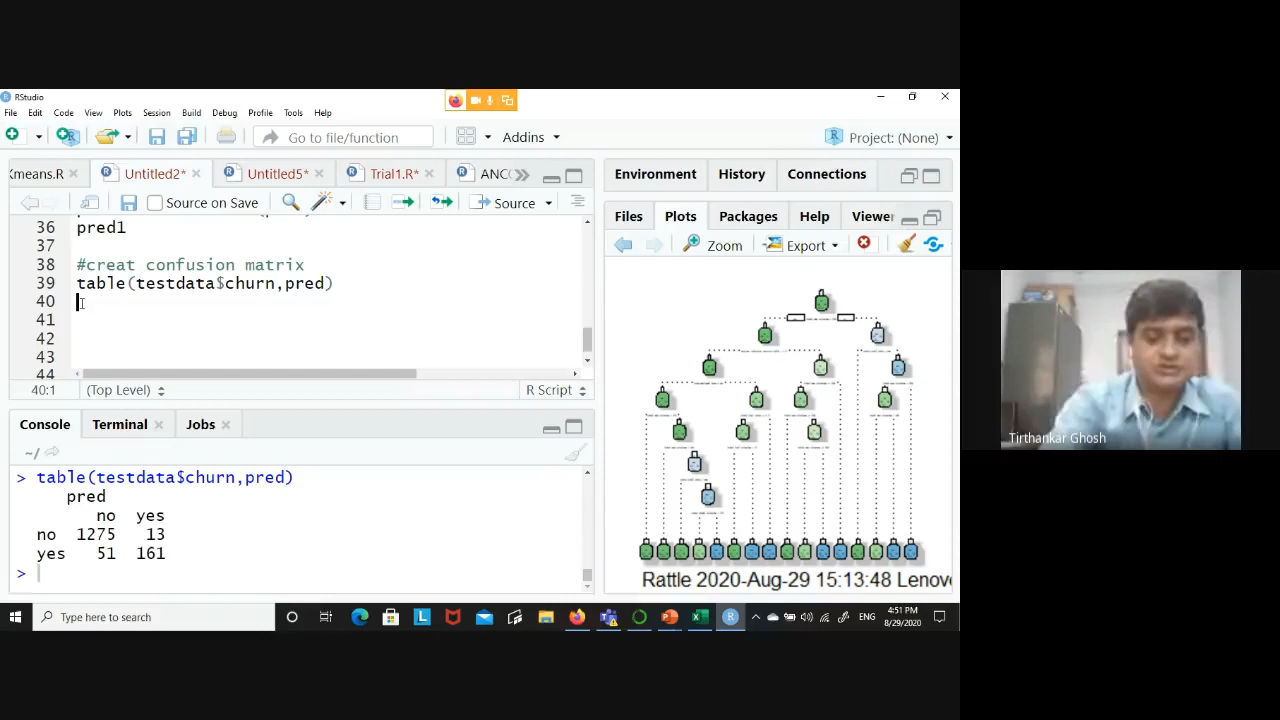 RStudio
File Edit Code View Plots Session Build Debug Profile Tools Help
Go to file/function
Addins
Project: (None)
Kmeans.R
Untitled2*
Untitled5*
Trial1.R*
ANC
Source on Save
Source
36 pred1
37
38 #creat confusion matrix
39 table(testdata$churn,pred)
40
41
42
43
44
40:1 (Top Level) R Script
Console Terminal Jobs
~/
> table(testdata$churn,pred)
pred
no yes
no 1275 13
yes 51 161
>
Environment History Connections
Files Plots Packages Help Viewer
Zoom Export
Rattle 2020-Aug-29 15:13:48 Lenov
Type here to search
ENG
4:51 PM
8/29/2020
Tirthankar Ghosh